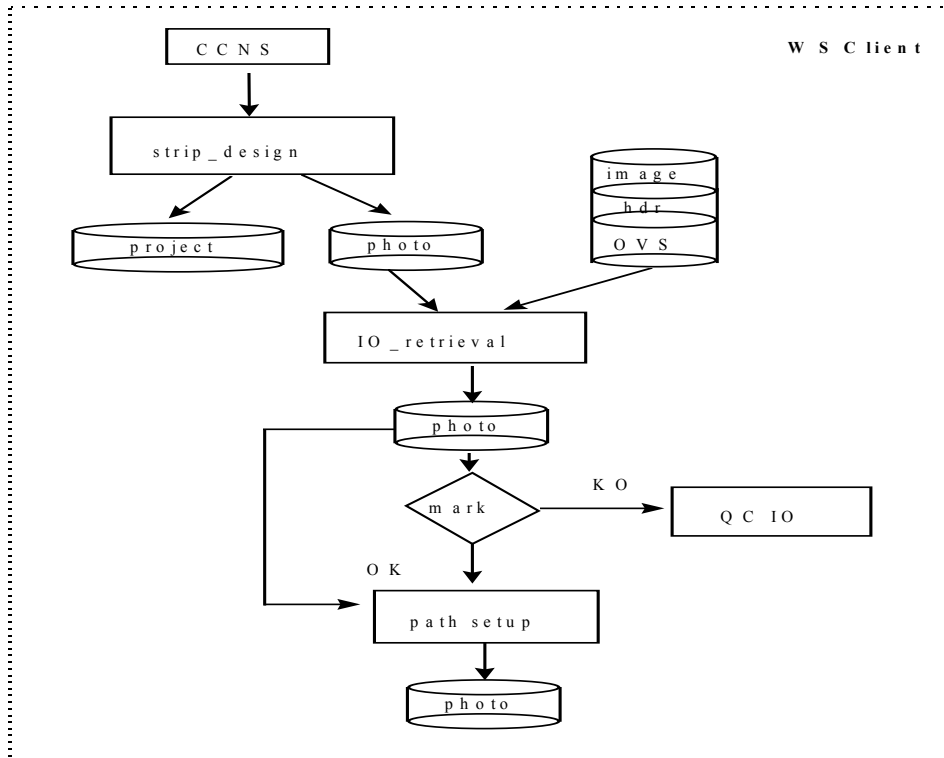 CCNS
WS Client
strip_design
image
hdr
OVS
project
photo
IO_retrieval
photo
KO
mark
QC IO
OK
path setup
photo